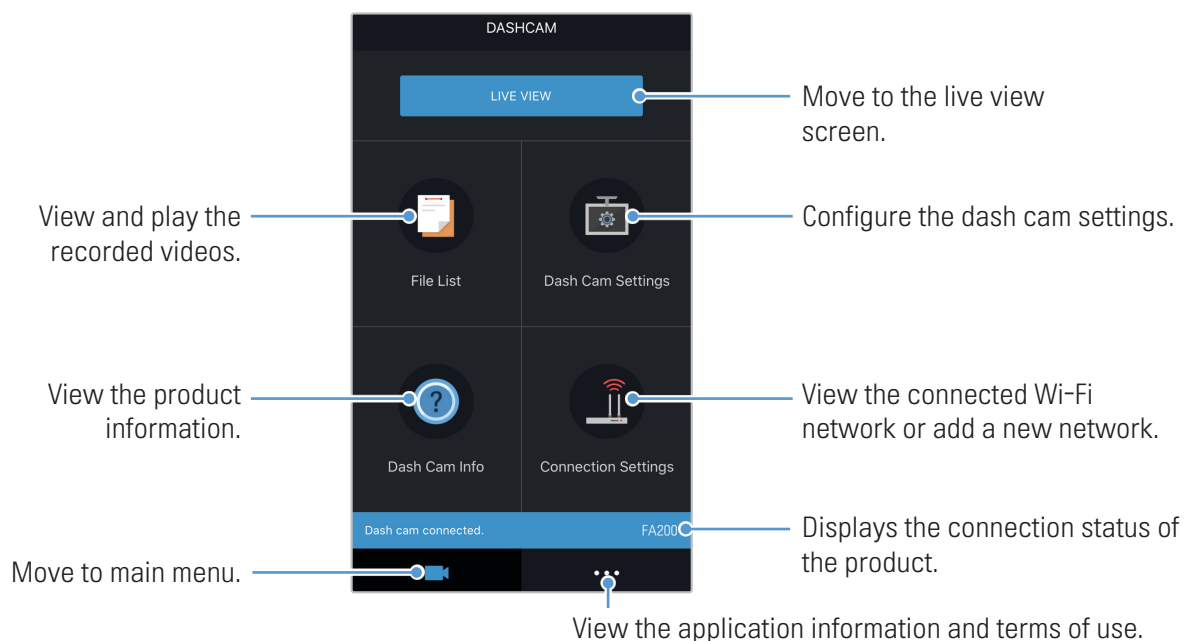 DASHCAM
LIVE VIEW
Move to the live view
screen.
View and play the
recorded videos.
Configure the dash cam settings.
File List
Dash Cam Settings
View the product
information.
?
View the connected Wi-Fi
network or add a new network.
Dash Cam Info
Connection Settings
Dash cam connected.
FA200
Displays the connection status of
the product.
Move to main menu.
View the application information and terms of use.